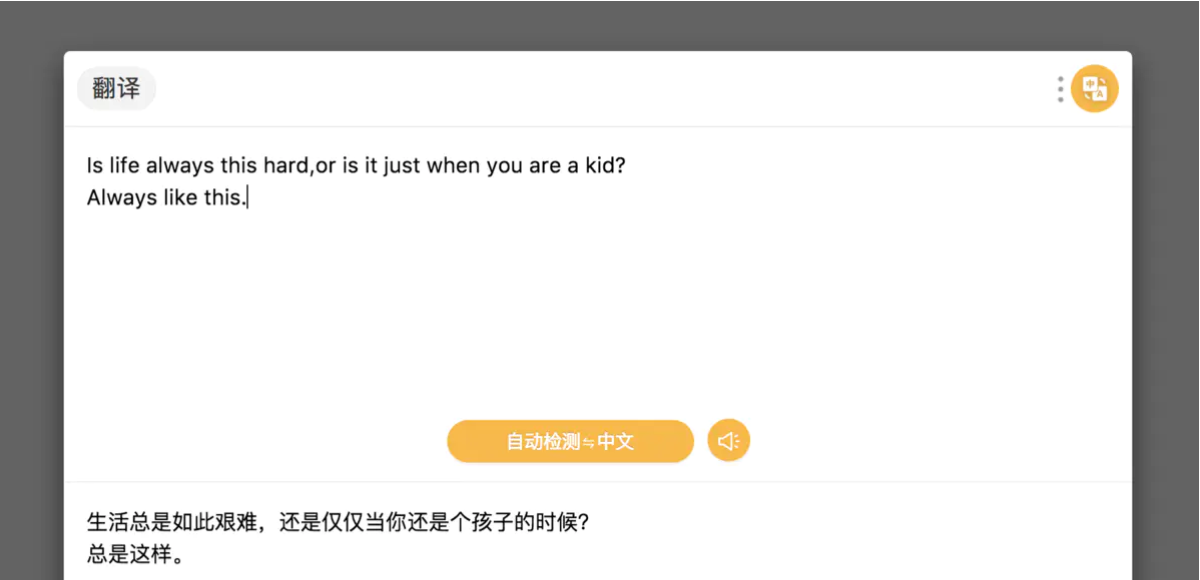 翻译
中
A
Is life always this hard,or is it just when you are a kid?
Always like this.
自动检测⇋中文
生活总是如此艰难，还是仅仅当你还是个孩子的时候?
总是这样。